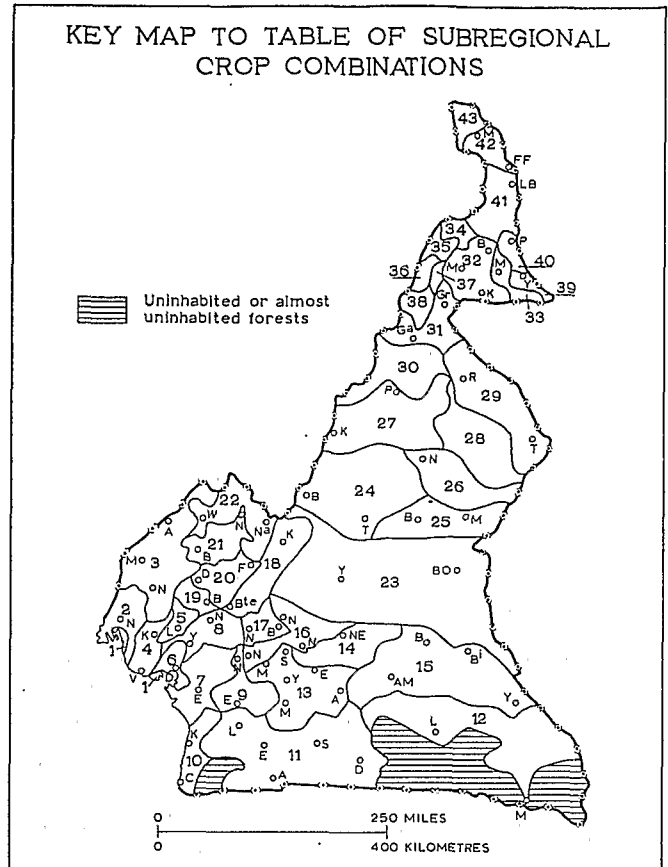 KEY MAP TO TABLE OF SUBREGIONAL
CROP COMBINATIONS
43
M
42
FF
LB
41
34
P
35
B
32
40
36
Mo
M
Y
39
37
K
38
Gr
33
Ga
31
Uninhabited or almost
uninhabited forests
30
R
29
P
27
K
28
T
N
26
22
B
24
W
A
N
Na
T
B
25
M
21
K
B
M
3
F
18
Y
BO
23
D
20
N
19
B
Bte
2
N
5
N
8
17
N
B
N
16
NE
K
L
Y
N
14
B
1
4
N
M
S
N
15
Bi
6
V
1
D
7
E
E
9
Y
E
13
M
A
AM
Y
12
L
L
K
E
S
10
11
D
C
A
M
0 250 MILES
0 400 KILOMETRES